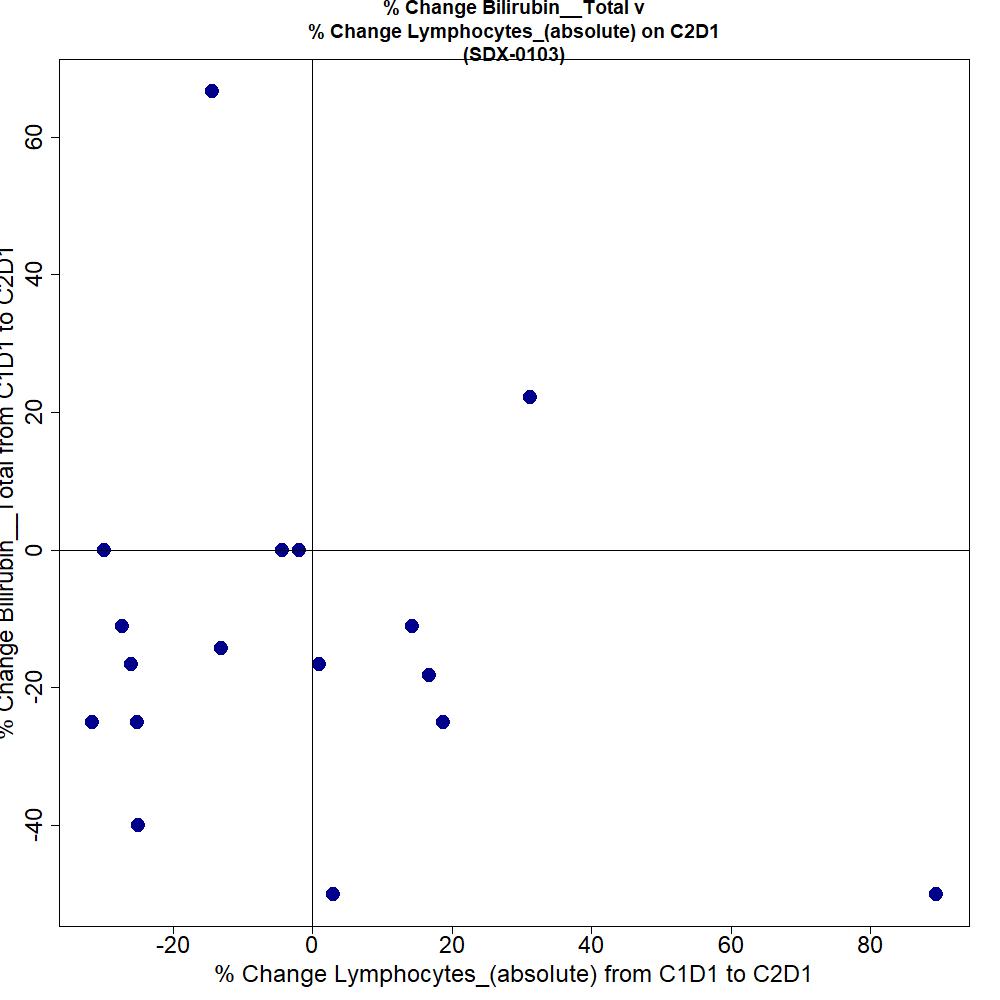 % Change Bilirubin__Total v
% Change Lymphocytes_(absolute) on C2D1
(SDX-0103)
% Change Bilirubin__Total from C1D1 to C2D1
60
40
20
0
-20
-40
-20 0 20 40 60 80
% Change Lymphocytes_(absolute) from C1D1 to C2D1